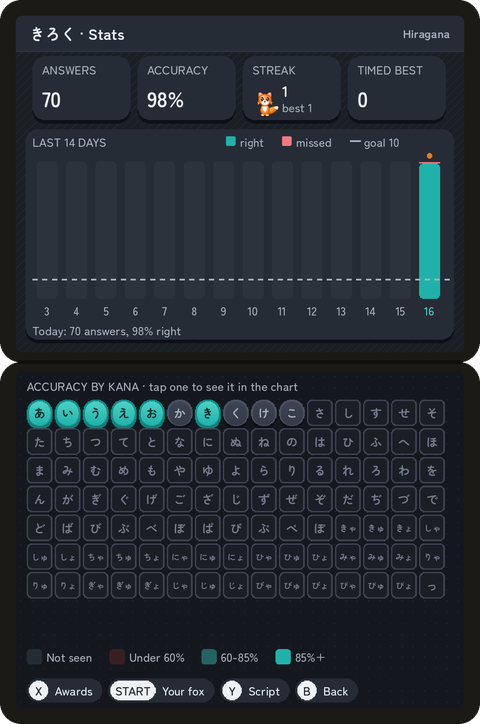 きろく · Stats
Hiragana
ANSWERS
70
ACCURACY
98%
STREAK
1
best 1
TIMED BEST
0
LAST 14 DAYS
right
missed
goal 10
3 4 5 6 7 8 9 10 11 12 13 14 15 16
Today: 70 answers, 98% right
ACCURACY BY KANA · tap one to see it in the chart
あ い う え お か き く け こ さ し す せ そ
た ち つ て と な に ぬ ね の は ひ ふ へ ほ
ま み む め も や ゆ よ ら り る れ ろ わ を
ん が ぎ ぐ げ ご ざ じ ず ぜ ぞ だ ぢ づ で
ど ば び ぶ べ ぼ ぱ ぴ ぷ ぺ ぽ きゃ きゅ きょ しゃ
しゅ しょ ちゃ ちゅ ちょ にゃ にゅ にょ ひゃ ひゅ ひょ みゃ みゅ みょ りゃ
りゅ りょ ぎゃ ぎゅ ぎょ じゃ じゅ じょ びゃ びゅ びょ ぴゃ ぴゅ ぴょ っ
Not seen
Under 60%
60–85%
85%+
X Awards
START Your fox
Y Script
B Back